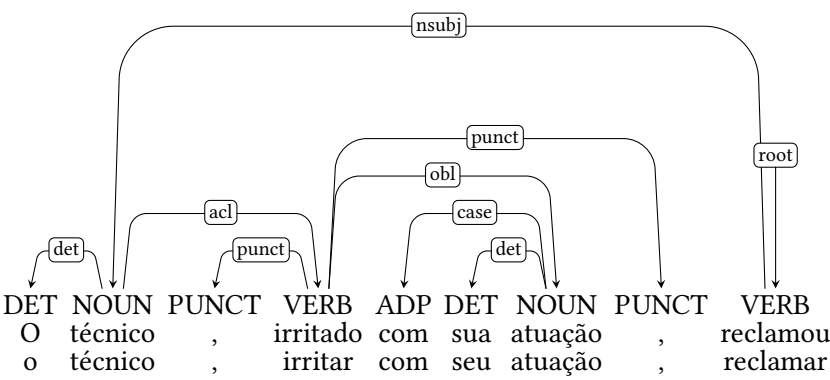 nsubj
punct
root
obl
acl case
det punct det
DET NOUN PUNCT VERB ADP DET NOUN PUNCT VERB
O técnico , irritado com sua atuação , reclamou
o técnico , irritar com seu atuação , reclamar